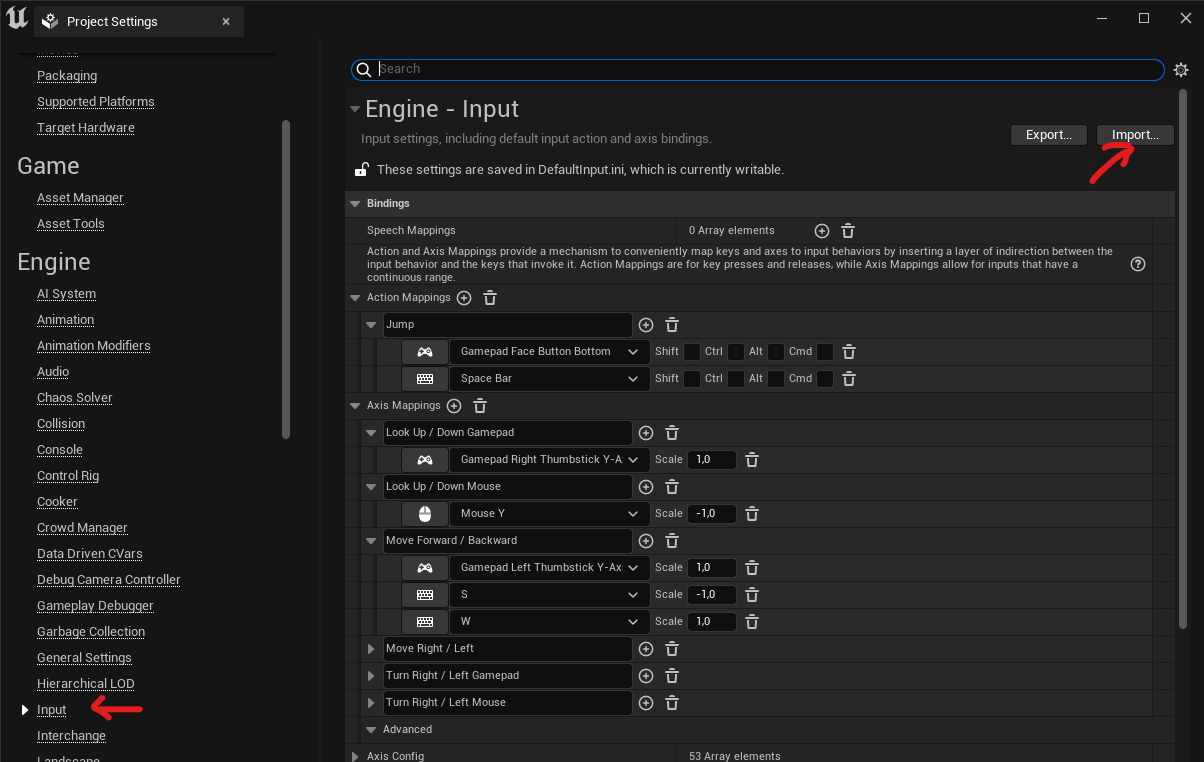 Project Settings
Movies
Packaging
Supported Platforms
Target Hardware
Game
Asset Manager
Asset Tools
Engine
AI System
Animation
Animation Modifiers
Audio
Chaos Solver
Collision
Console
Control Rig
Cooker
Crowd Manager
Data Driven CVars
Debug Camera Controller
Gameplay Debugger
Garbage Collection
General Settings
Hierarchical LOD
Input
Interchange
Landscape
Search
Engine - Input
Input settings, including default input action and axis bindings.
Export...
Import...
These settings are saved in DefaultInput.ini, which is currently writable.
Bindings
Speech Mappings 0 Array elements
Action and Axis Mappings provide a mechanism to conveniently map keys and axes to input behaviors by inserting a layer of indirection between the
input behavior and the keys that invoke it. Action Mappings are for key presses and releases, while Axis Mappings allow for inputs that have a
continuous range.
Action Mappings
Jump
Gamepad Face Button Bottom Shift Ctrl Alt Cmd
Space Bar Shift Ctrl Alt Cmd
Axis Mappings
Look Up / Down Gamepad
Gamepad Right Thumbstick Y-A Scale 1,0
Look Up / Down Mouse
Mouse Y Scale -1,0
Move Forward / Backward
Gamepad Left Thumbstick Y-Ax Scale 1,0
S Scale -1,0
W Scale 1,0
Move Right / Left
Turn Right / Left Gamepad
Turn Right / Left Mouse
Advanced
Axis Config 53 Array elements